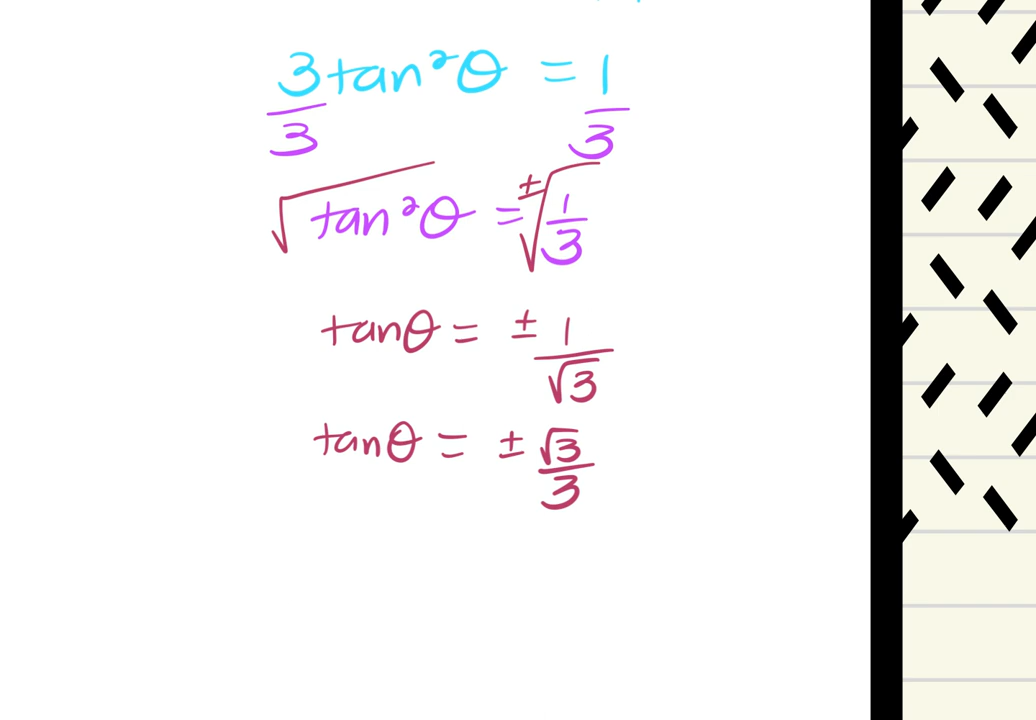 3tan²θ = 1
3 3
√tan²θ = ±√1/3
tanθ = ± 1/√3
tanθ = ± √3/3